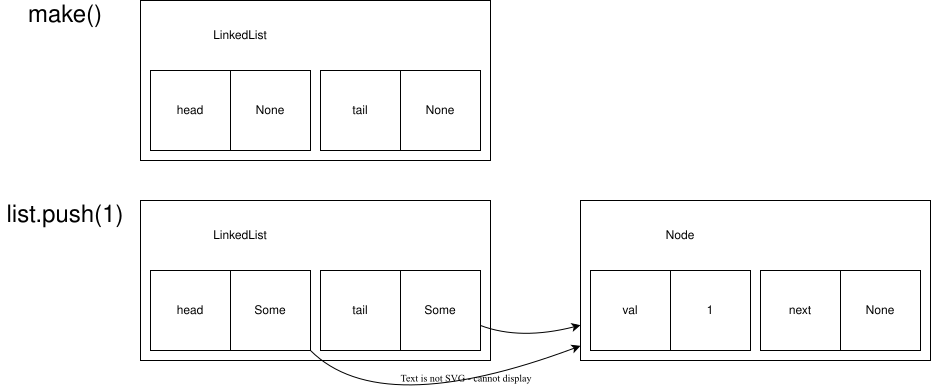 make()
LinkedList
head None tail None
list.push(1)
LinkedList Node
head Some tail Some val 1 next None
Text is not SVG - cannot display